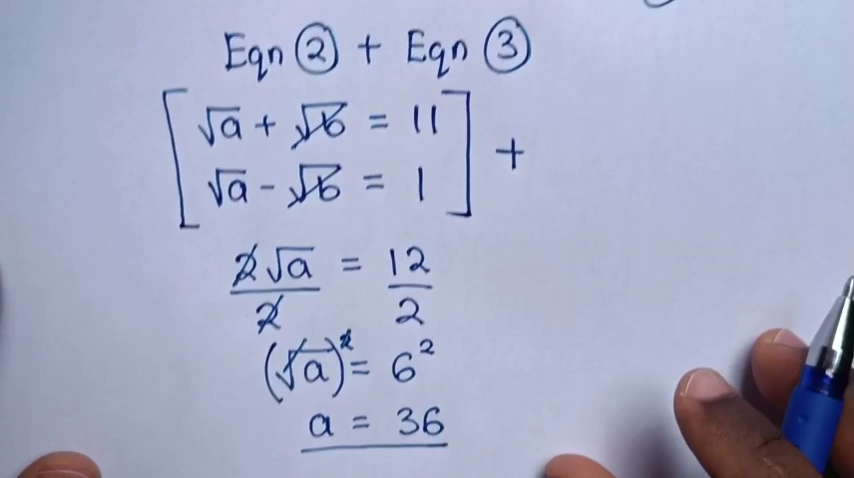 Eqn ② + Eqn ③
√a + √b = 11
√a - √b = 1
+
2√a/2 = 12/2
(√a)² = 6²
a = 36